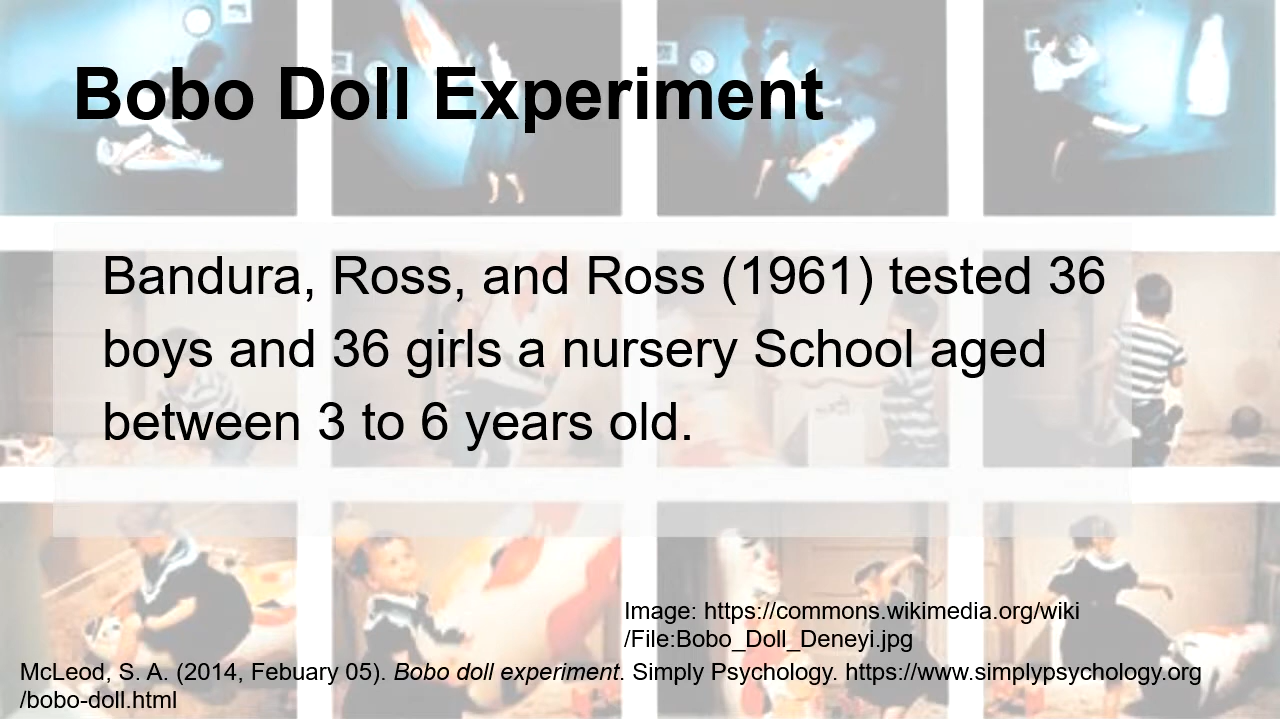 Bobo Doll Experiment
Bandura, Ross, and Ross (1961) tested 36
boys and 36 girls a nursery School aged
between 3 to 6 years old.
Image: https://commons.wikimedia.org/wiki
/File:Bobo_Doll_Deneyi.jpg
McLeod, S. A. (2014, Febuary 05). Bobo doll experiment. Simply Psychology. https://www.simplypsychology.org
/bobo-doll.html